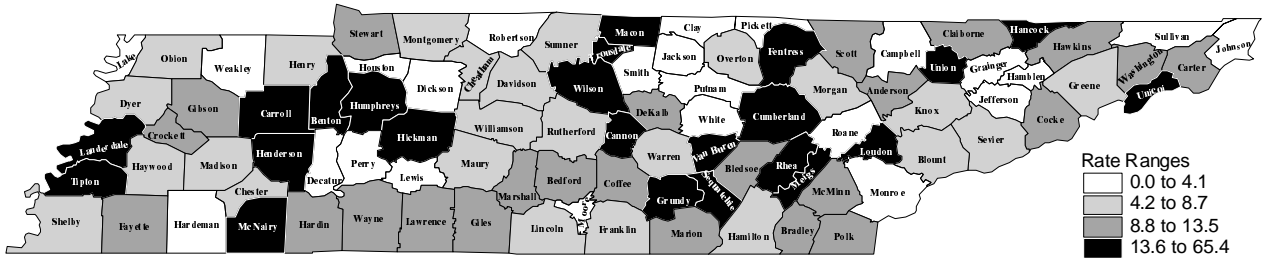 Lake
Obion
Weakley
Henry
Stewart
Montgomery
Robertson
Sumner
Macon
Trousdale
Clay
Pickett
Jackson
Overton
Fentress
Scott
Campbell
Claiborne
Hancock
Hawkins
Sullivan
Johnson
Carter
Washington
Unicoi
Greene
Hamblen
Grainger
Union
Jefferson
Cocke
Sevier
Knox
Anderson
Morgan
Roane
Loudon
Blount
Monroe
Dyer
Gibson
Carroll
Benton
Houston
Humphreys
Dickson
Cheatham
Davidson
Wilson
Smith
Putnam
DeKalb
White
Cumberland
Lauderdale
Crockett
Haywood
Madison
Henderson
Decatur
Perry
Hickman
Lewis
Williamson
Maury
Rutherford
Cannon
Warren
Van Buren
Bledsoe
Rhea
Meigs
McMinn
Tipton
Shelby
Fayette
Hardeman
Chester
McNairy
Hardin
Wayne
Lawrence
Giles
Marshall
Bedford
Moore
Lincoln
Coffee
Franklin
Grundy
Sequatchie
Marion
Hamilton
Bradley
Polk
Rate Ranges
0.0 to 4.1
4.2 to 8.7
8.8 to 13.5
13.6 to 65.4